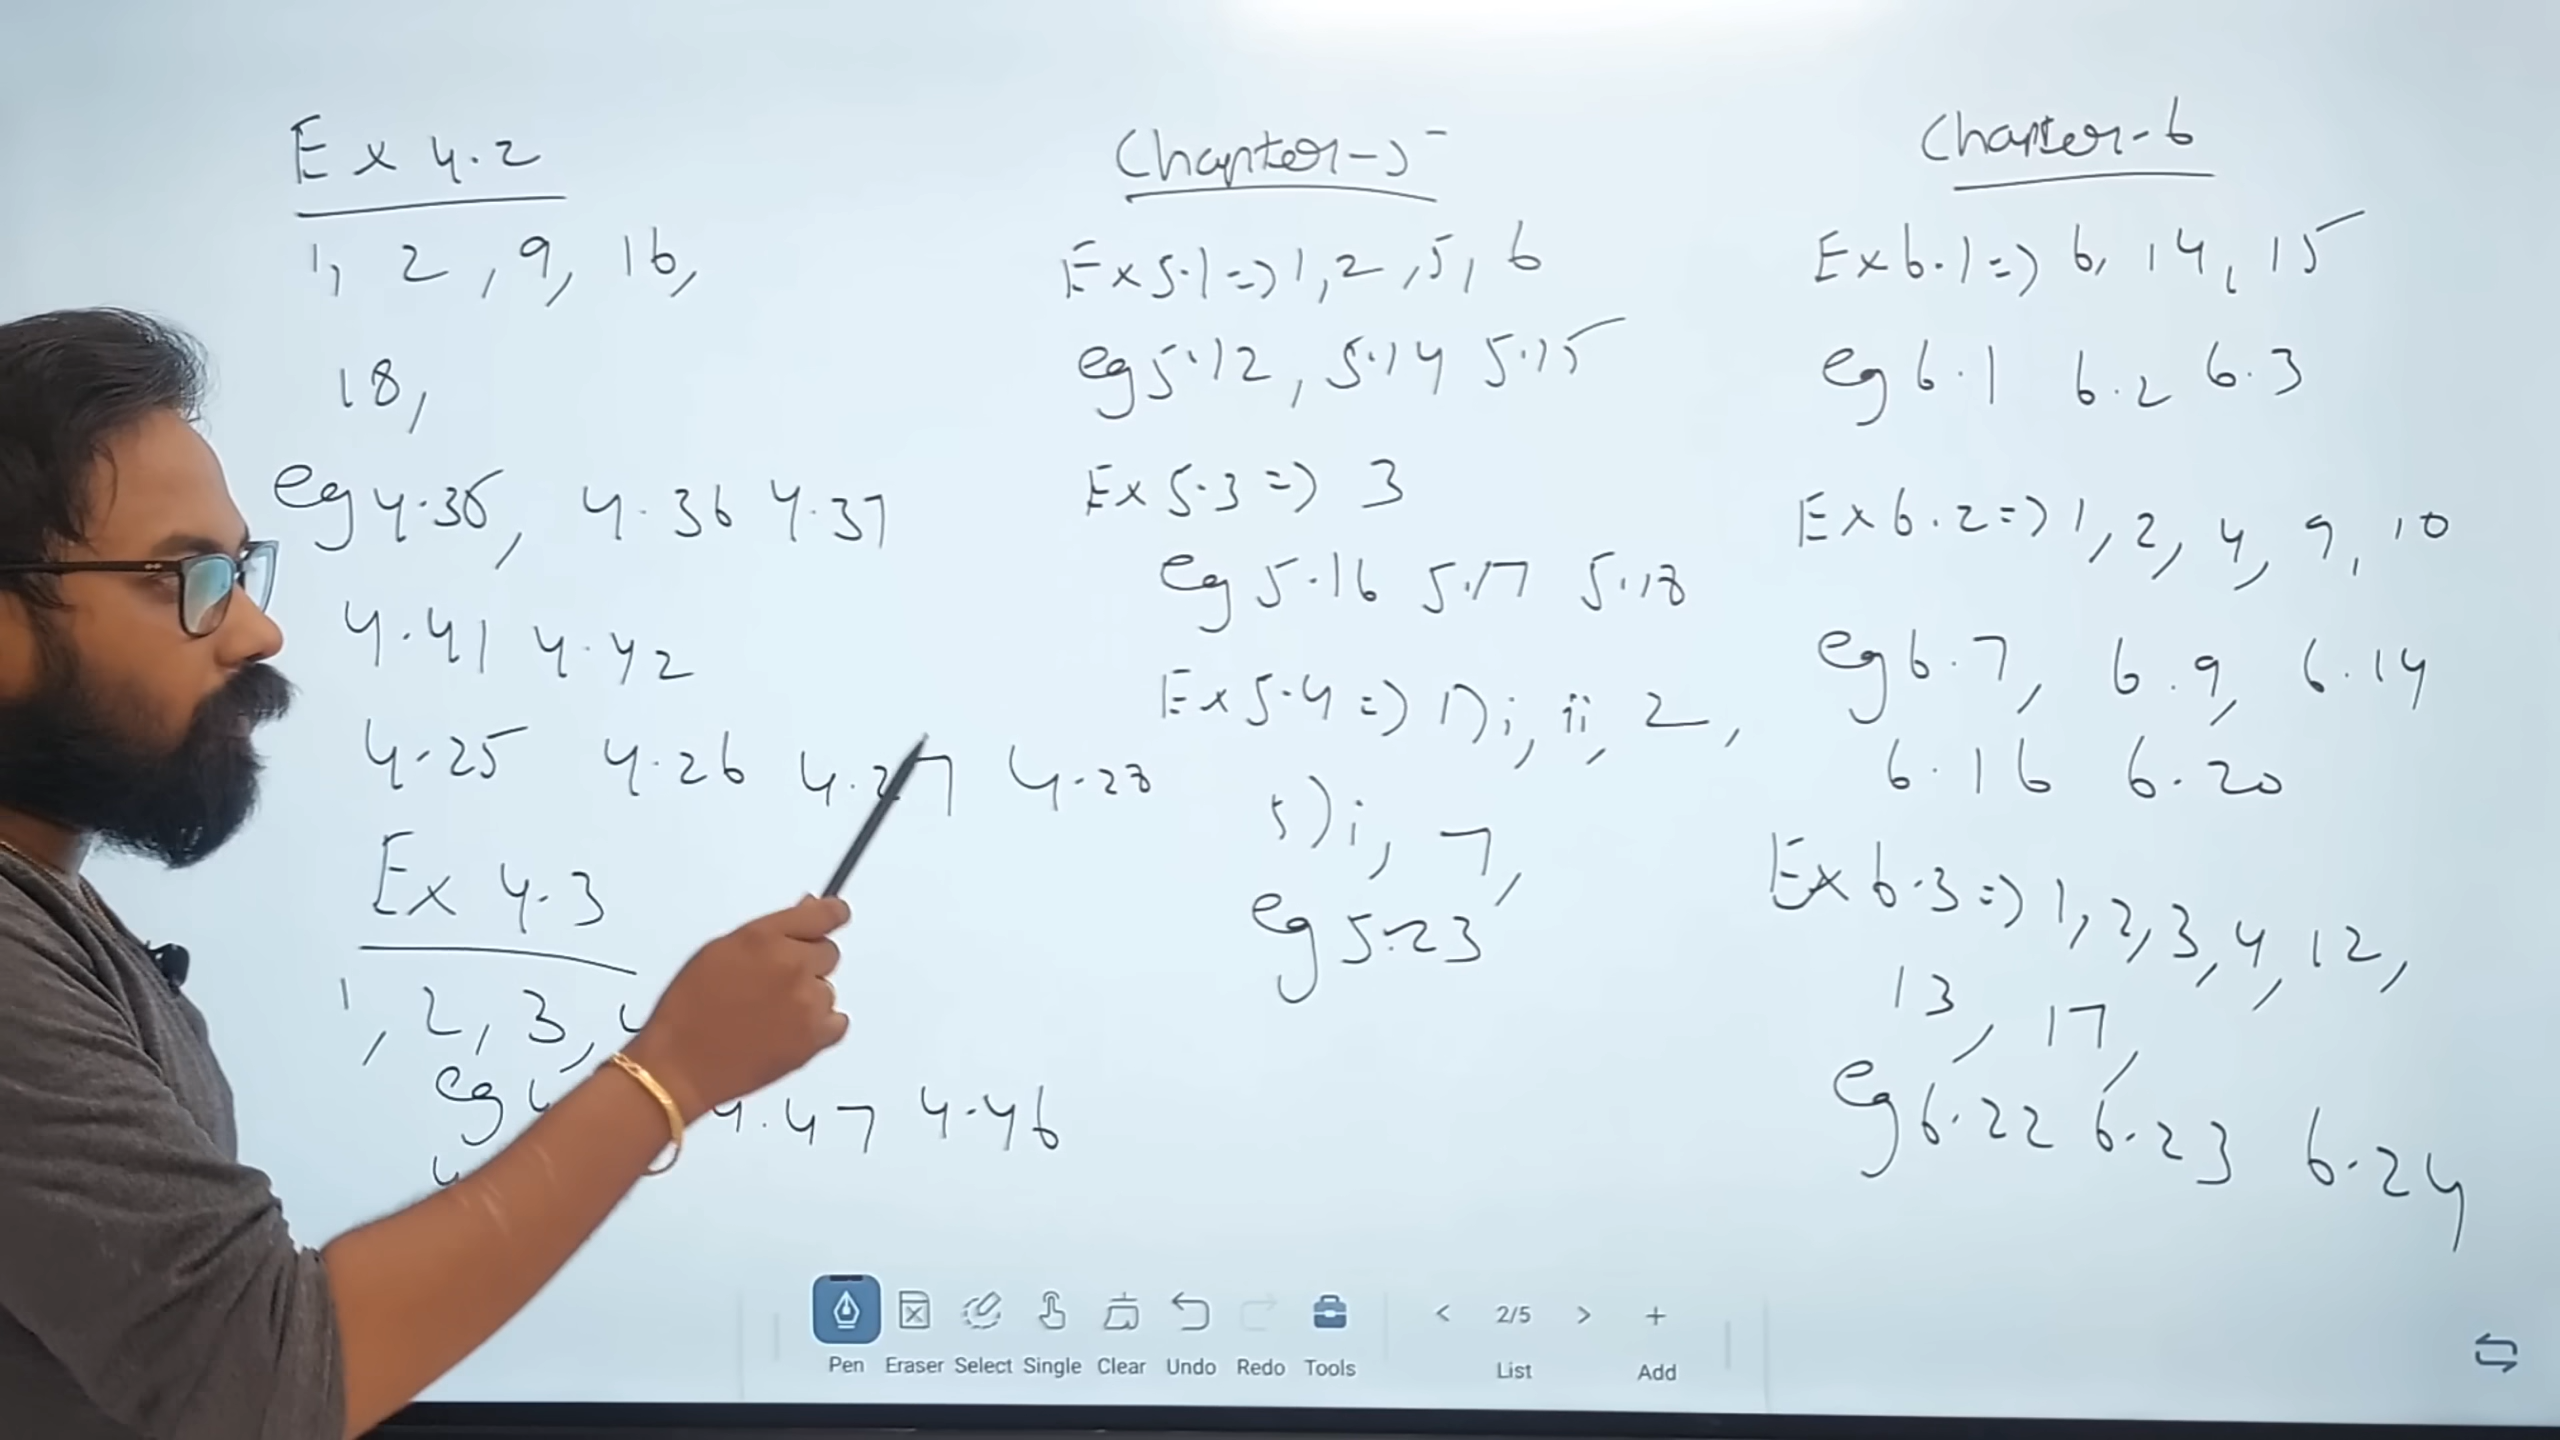 Ex 4.2
1, 2, 9, 16,
18,
eg 4.35, 4.36 4.37
4.41 4.42
4.25 4.26 4.27 4.28
Ex 4.3
1, 2, 3,
eg 4.47 4.46
Chapter-5
Ex 5.1 => 1, 2, 5, 6
eg 5.12, 5.14 5.15
Ex 5.3 => 3
eg 5.16 5.17 5.18
Ex 5.4 => 1) i, ii, 2,
5) i, 7,
eg 5.23
Chapter-6
Ex 6.1 => 6, 14, 15
eg 6.1 6.2 6.3
Ex 6.2 => 1, 2, 4, 9, 10
eg 6.7, 6.9, 6.14
6.16 6.20
Ex 6.3 => 1, 2, 3, 4, 12,
13, 17,
eg 6.22 6.23 6.24
< 2/5 > +
Pen Eraser Select Single Clear Undo Redo Tools List Add